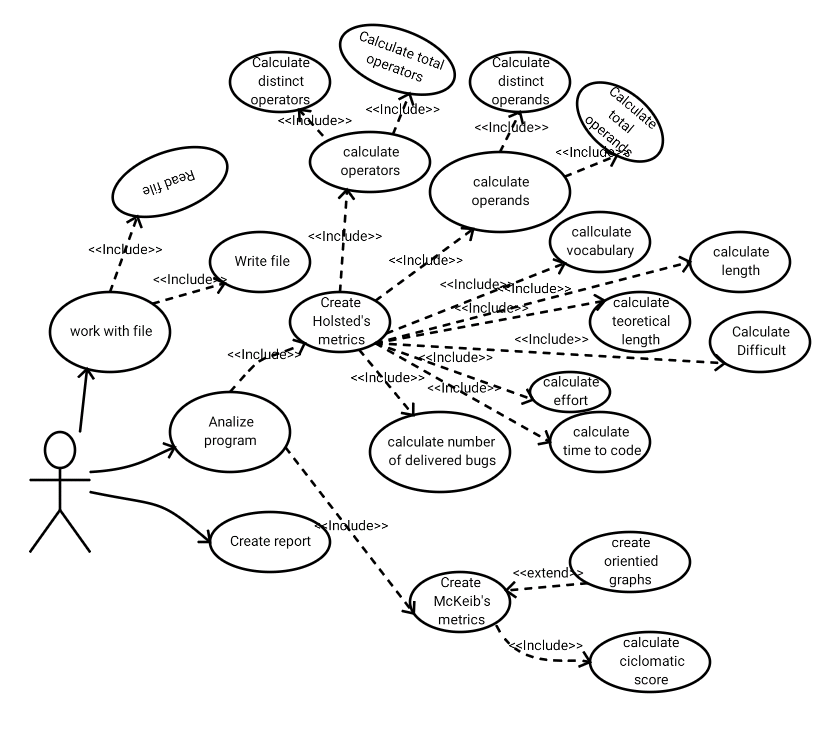 Calculate
distinct
operators
Calculate total
operators
Calculate
distinct
operands
Calculate
total
operands
<<Include>>
<<Include>>
<<Include>>
<<Include>>
calculate
operators
calculate
operands
Read file
<<Include>>
<<Include>>
<<Include>>
<<Include>>
Write file
callculate
vocabulary
calculate
length
<<Include>>
<<Include>>
<<Include>>
work with file
Create
Holsted's
metrics
calculate
teoretical
length
Calculate
Difficult
<<Include>>
<<Include>>
<<Include>>
<<Include>>
<<Include>>
calculate
effort
Analize
program
calculate number
of delivered bugs
calculate
time to code
Create report
<<Include>>
create
orientied
graphs
<<extend>>
Create
McKeib's
metrics
<<Include>>
calculate
ciclomatic
score